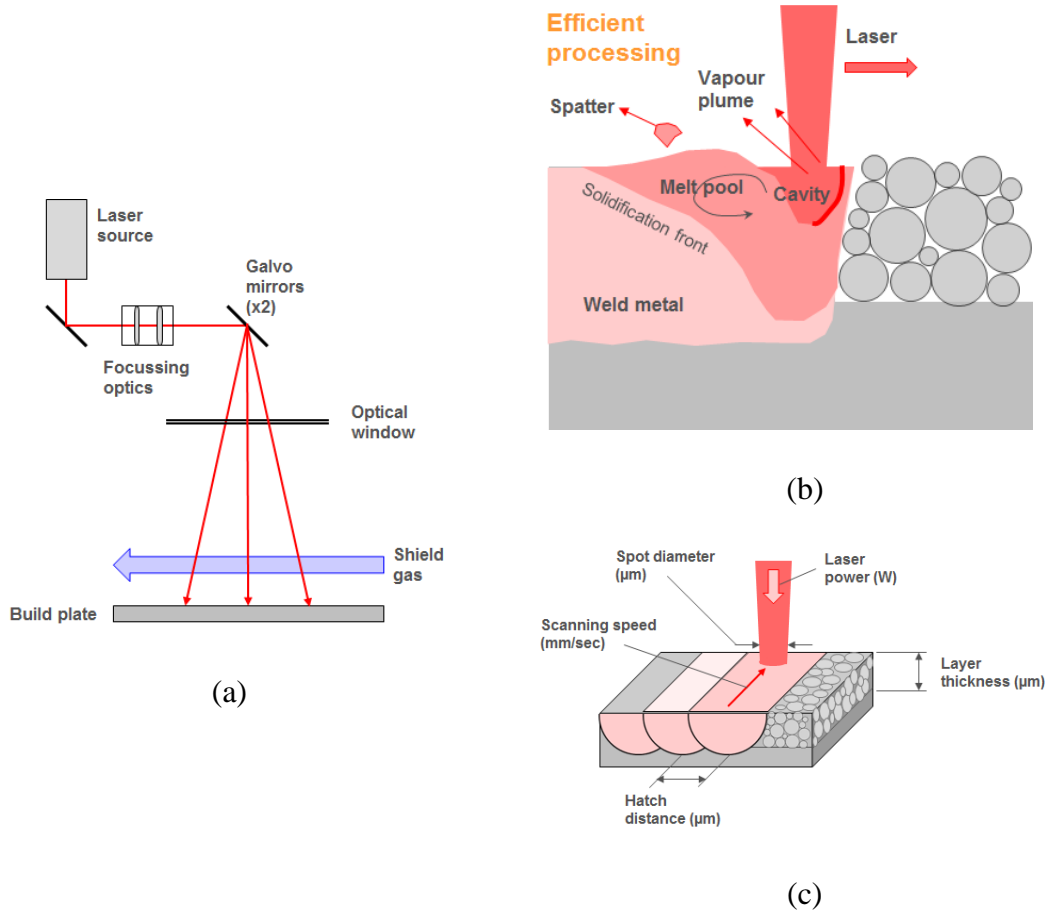 Laser
source
Galvo
mirrors
(x2)
Focussing
optics
Optical
window
Shield
gas
Build plate
(a)
Efficient
processing
Laser
Vapour
plume
Spatter
Melt pool
Cavity
Solidification front
Weld metal
(b)
Spot diameter
(µm)
Laser
power (W)
Scanning speed
(mm/sec)
Layer
thickness (µm)
Hatch
distance (µm)
(c)